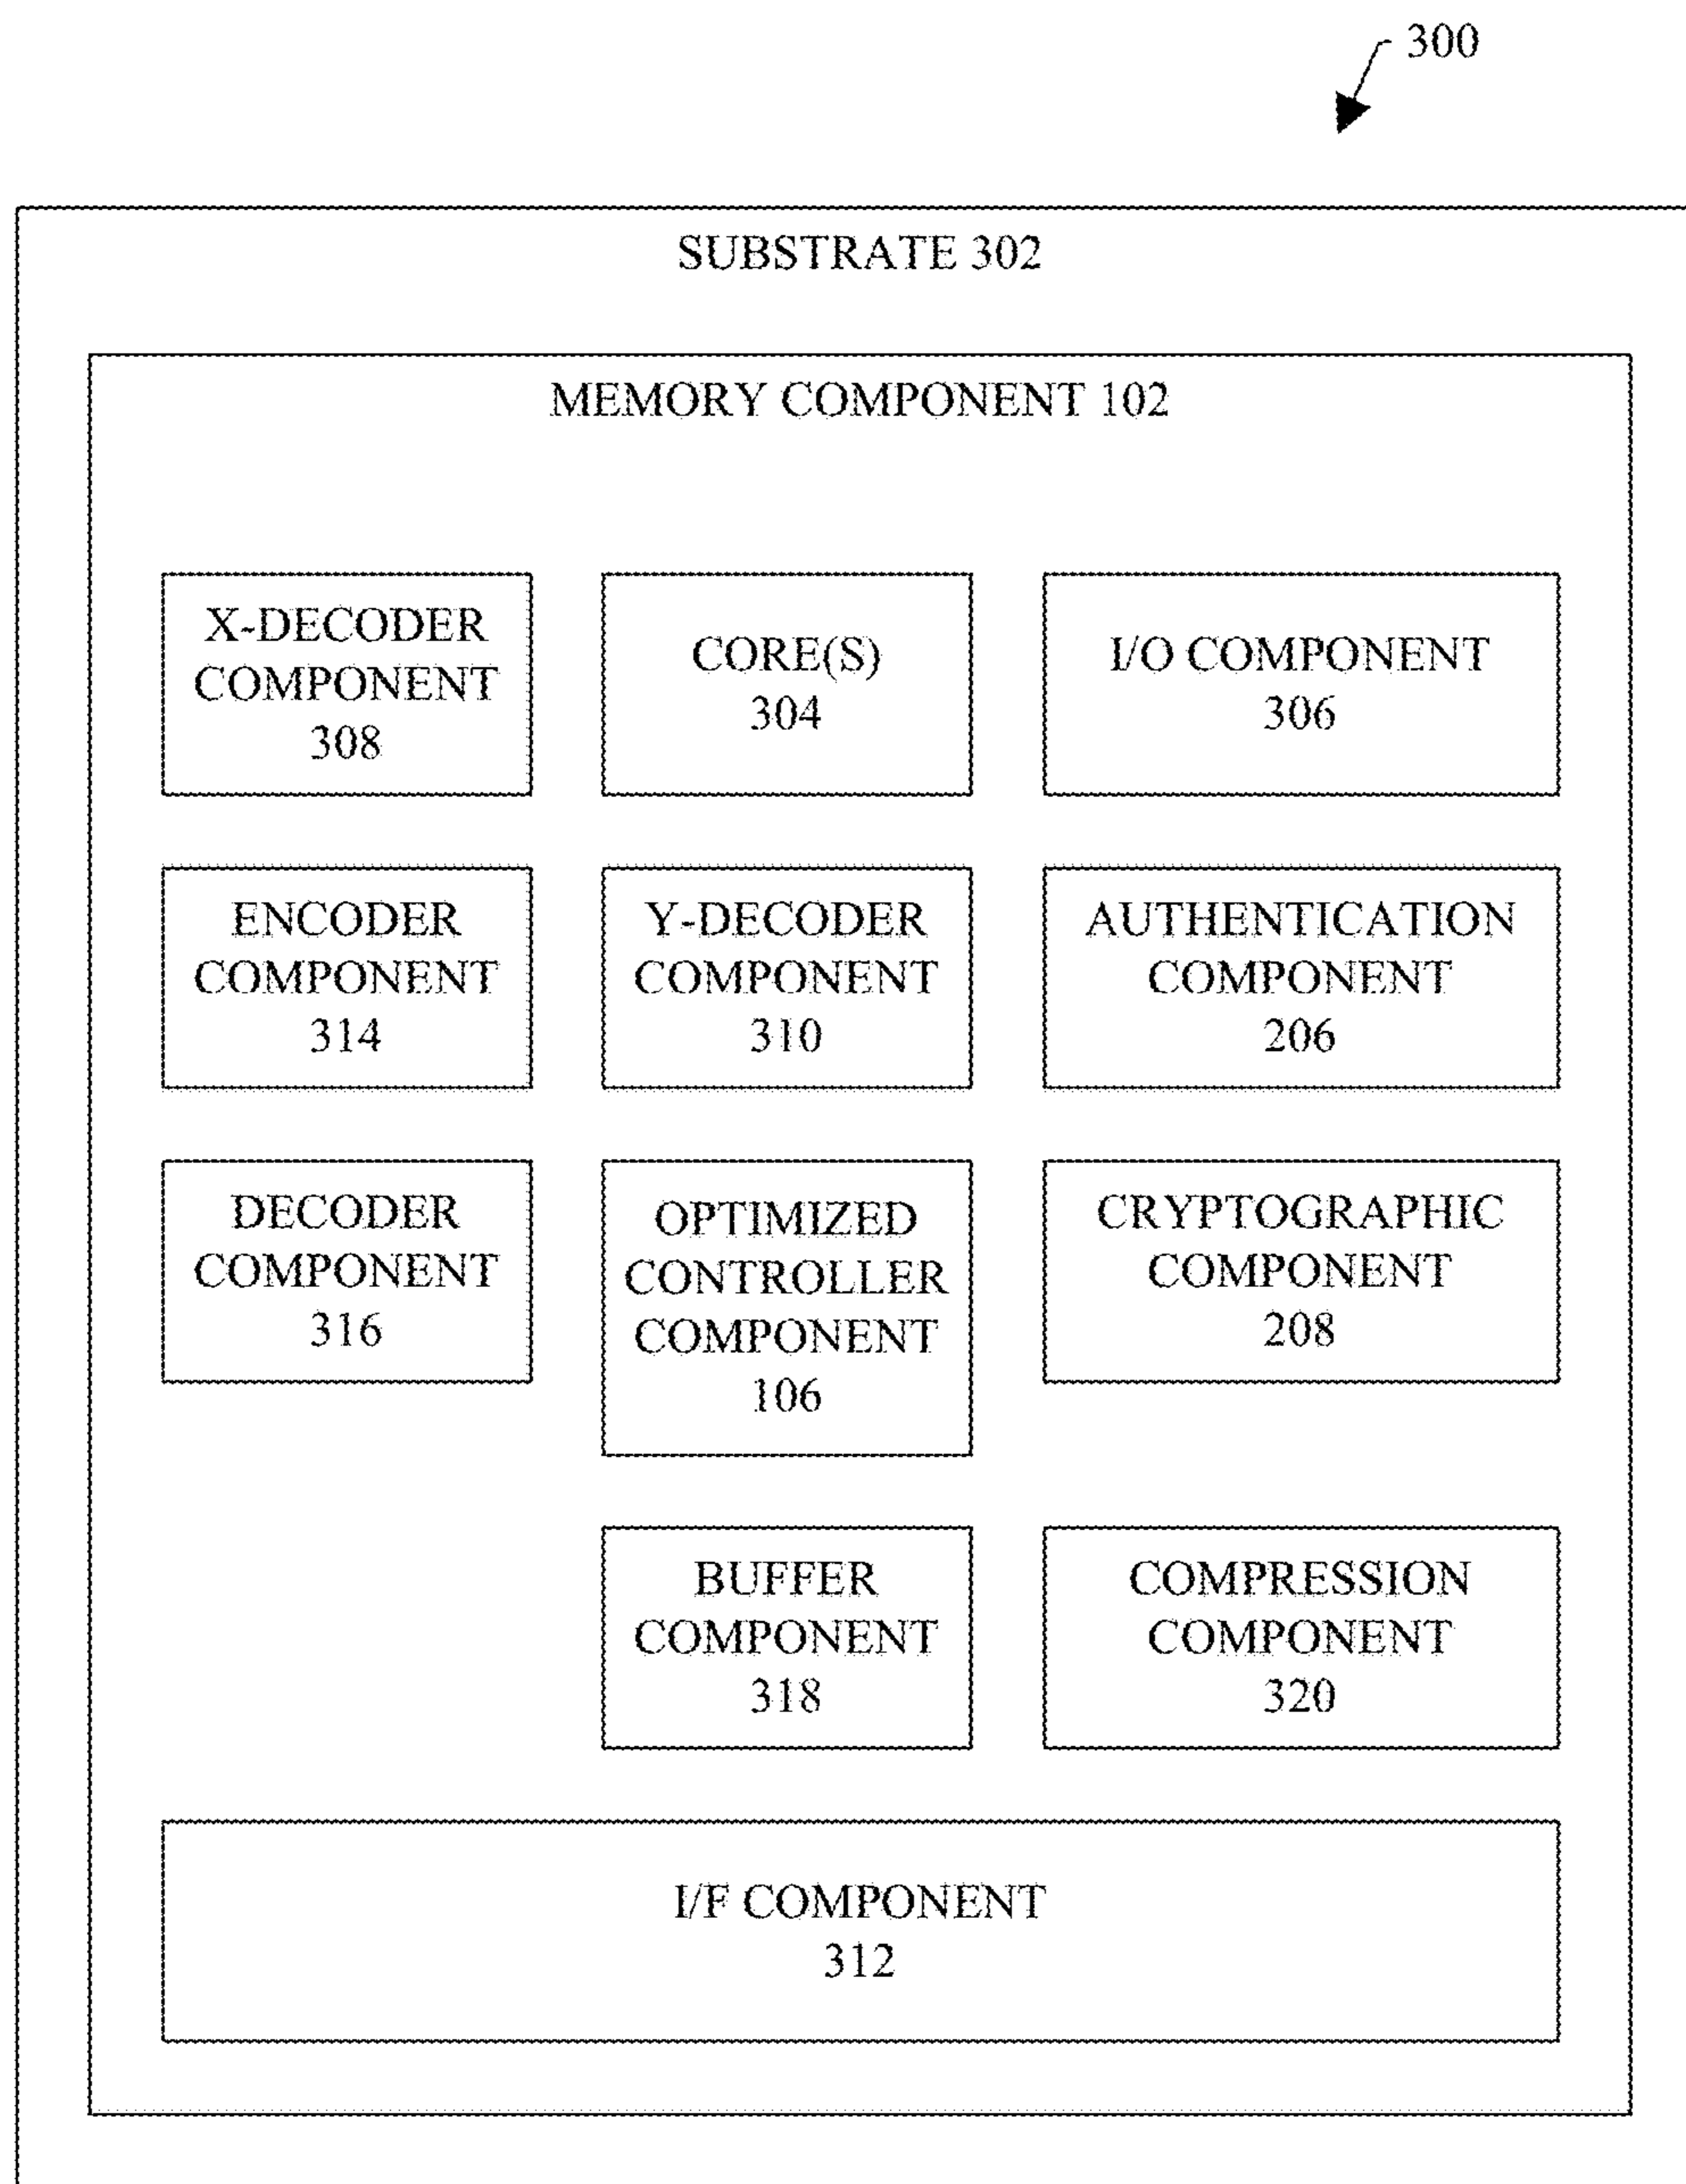 300
SUBSTRATE 302
MEMORY COMPONENT 102
X-DECODER
COMPONENT
308
CORE(S)
304
I/O COMPONENT
306
ENCODER
COMPONENT
314
Y-DECODER
COMPONENT
310
AUTHENTICATION
COMPONENT
206
DECODER
COMPONENT
316
OPTIMIZED
CONTROLLER
COMPONENT
106
CRYPTOGRAPHIC
COMPONENT
208
BUFFER
COMPONENT
318
COMPRESSION
COMPONENT
320
I/F COMPONENT
312